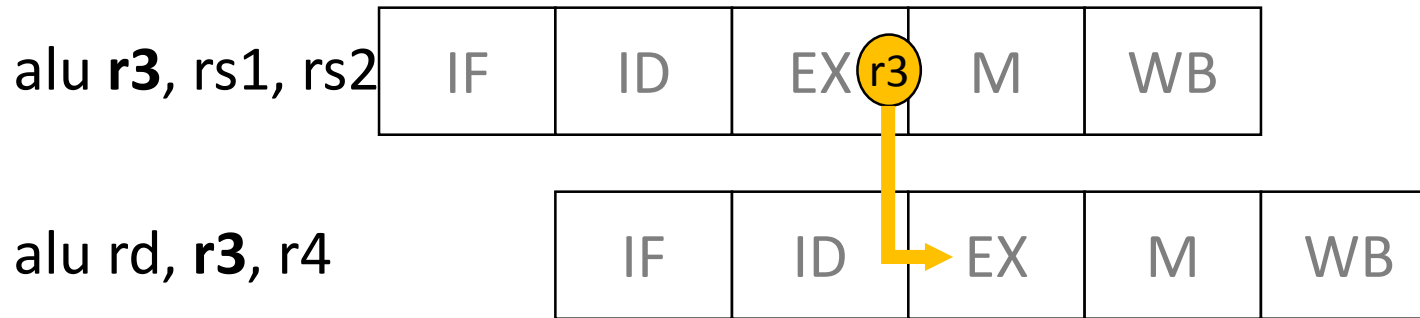 alu r3, rs1, rs2 IF ID EX r3 M WB
alu rd, r3, r4 IF ID EX M WB